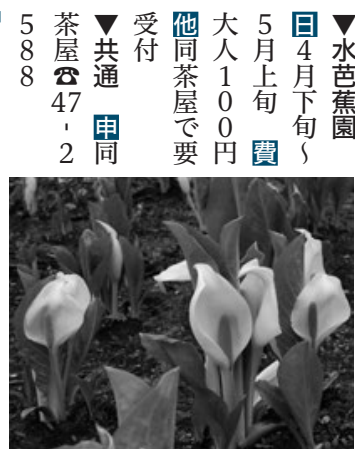 ▼水芭蕉園
日4月下旬~
5月上旬 費
大人100円
他同茶屋で要
受付
▼共通 申同
茶屋☎47-2
588